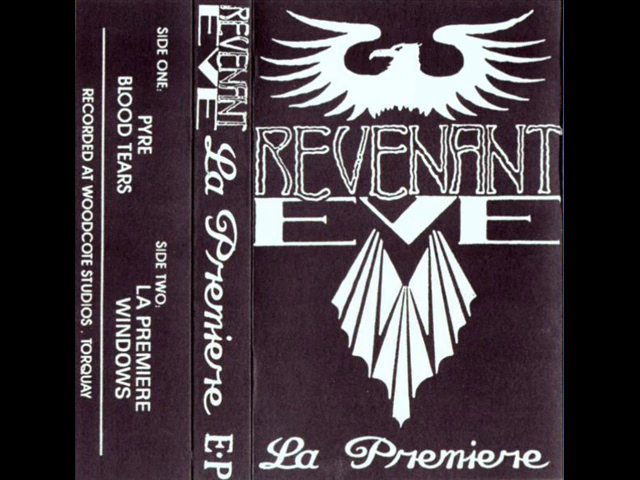 SIDE ONE:
PYRE
BLOOD TEARS
SIDE TWO:
LA PREMIERE
WINDOWS
RECORDED AT WOODCOTE STUDIOS . TORQUAY
REVENANT
EVE
La Premiere
E·P
REVENANT
EVE
La Premiere